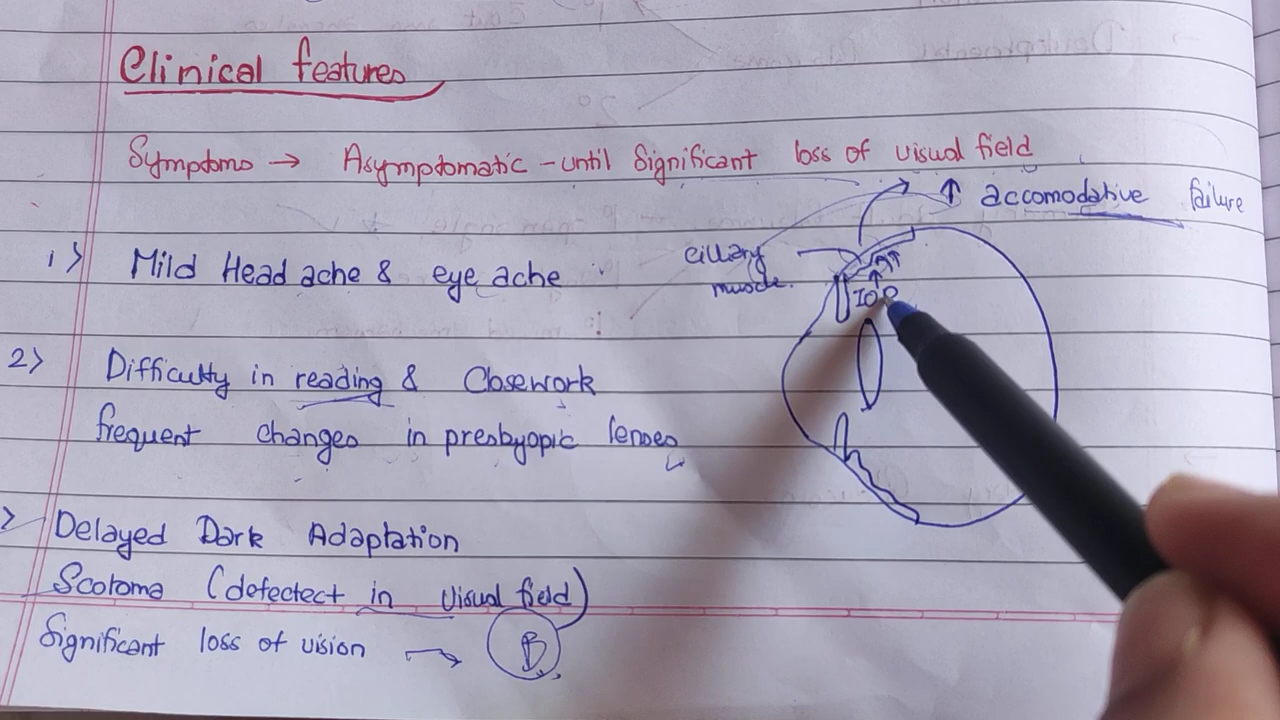 Clinical features
Symptoms → Asymptomatic - until Significant loss of visual field
↑ accomodative failure
cillary
muscle.
1) Mild Head ache & eye ache
IOP
2) Difficulty in reading & Closework
frequent changes in presbyopic lenses
Delayed Dark Adaptation
Scotoma (defectect in visual field)
Significant loss of vision → B